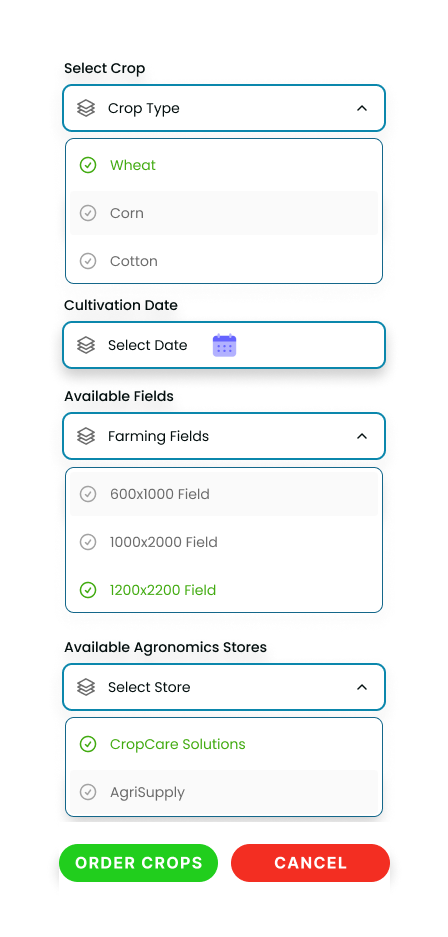 Select Crop
Crop Type
Wheat
Corn
Cotton
Cultivation Date
Select Date
Available Fields
Farming Fields
600x1000 Field
1000x2000 Field
1200x2200 Field
Available Agronomics Stores
Select Store
CropCare Solutions
AgriSupply
ORDER CROPS CANCEL